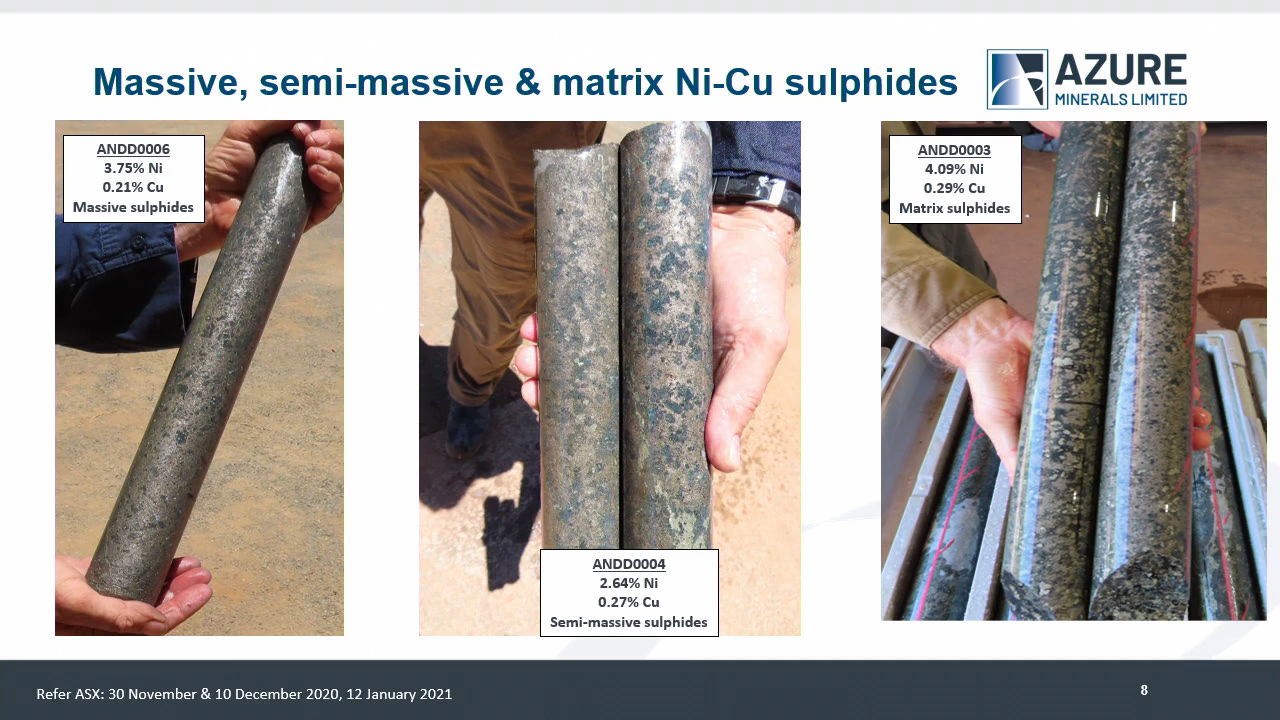 Massive, semi-massive & matrix Ni-Cu sulphides
AZURE
MINERALS LIMITED
ANDD0006
3.75% Ni
0.21% Cu
Massive sulphides
ANDD0004
2.64% Ni
0.27% Cu
Semi-massive sulphides
ANDD0003
4.09% Ni
0.29% Cu
Matrix sulphides
Refer ASX: 30 November & 10 December 2020, 12 January 2021
8